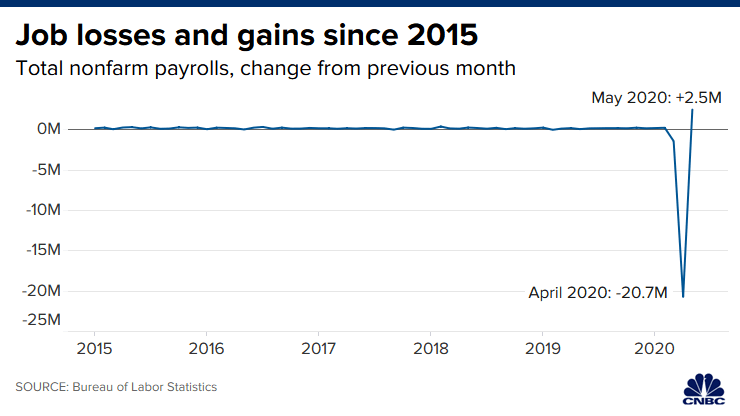 Job losses and gains since 2015
Total nonfarm payrolls, change from previous month
May 2020: +2.5M
0M
-5M
-10M
-15M
-20M
April 2020: -20.7M
-25M
2015 2016 2017 2018 2019 2020
SOURCE: Bureau of Labor Statistics
CNBC